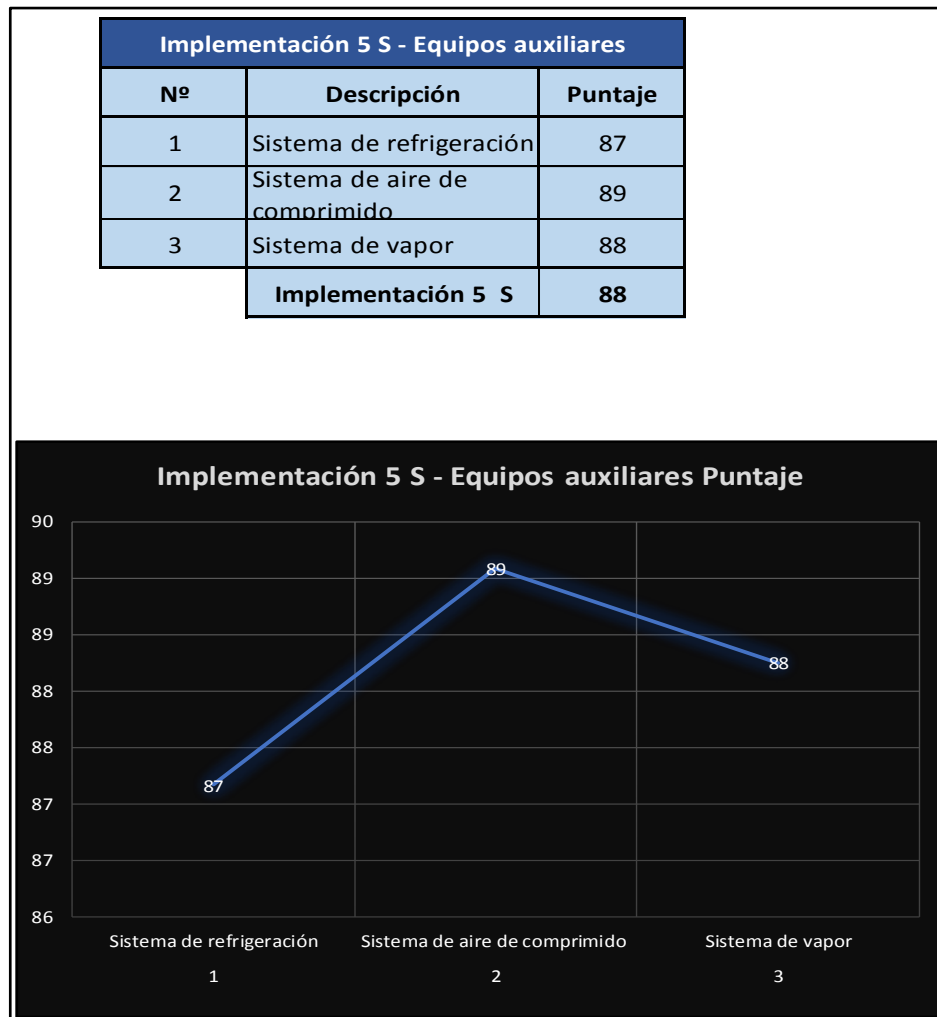 Implementación 5 S - Equipos auxiliares
Nº Descripción Puntaje
1 Sistema de refrigeración 87
2 Sistema de aire de comprimido 89
3 Sistema de vapor 88
Implementación 5 S 88
Implementación 5 S - Equipos auxiliares Puntaje
90
89
89
88
88
87
87
86
87
89
88
Sistema de refrigeración Sistema de aire de comprimido Sistema de vapor
1 2 3